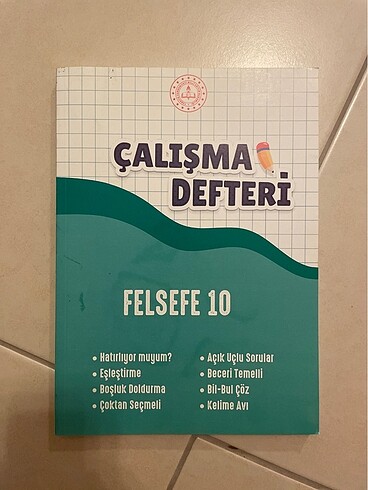 ÇALIŞMA
DEFTERİ
FELSEFE 10
• Hatırlıyor muyum?
• Eşleştirme
• Boşluk Doldurma
• Çoktan Seçmeli
• Açık Uçlu Sorular
• Beceri Temelli
• Bil-Bul Çöz
• Kelime Avı